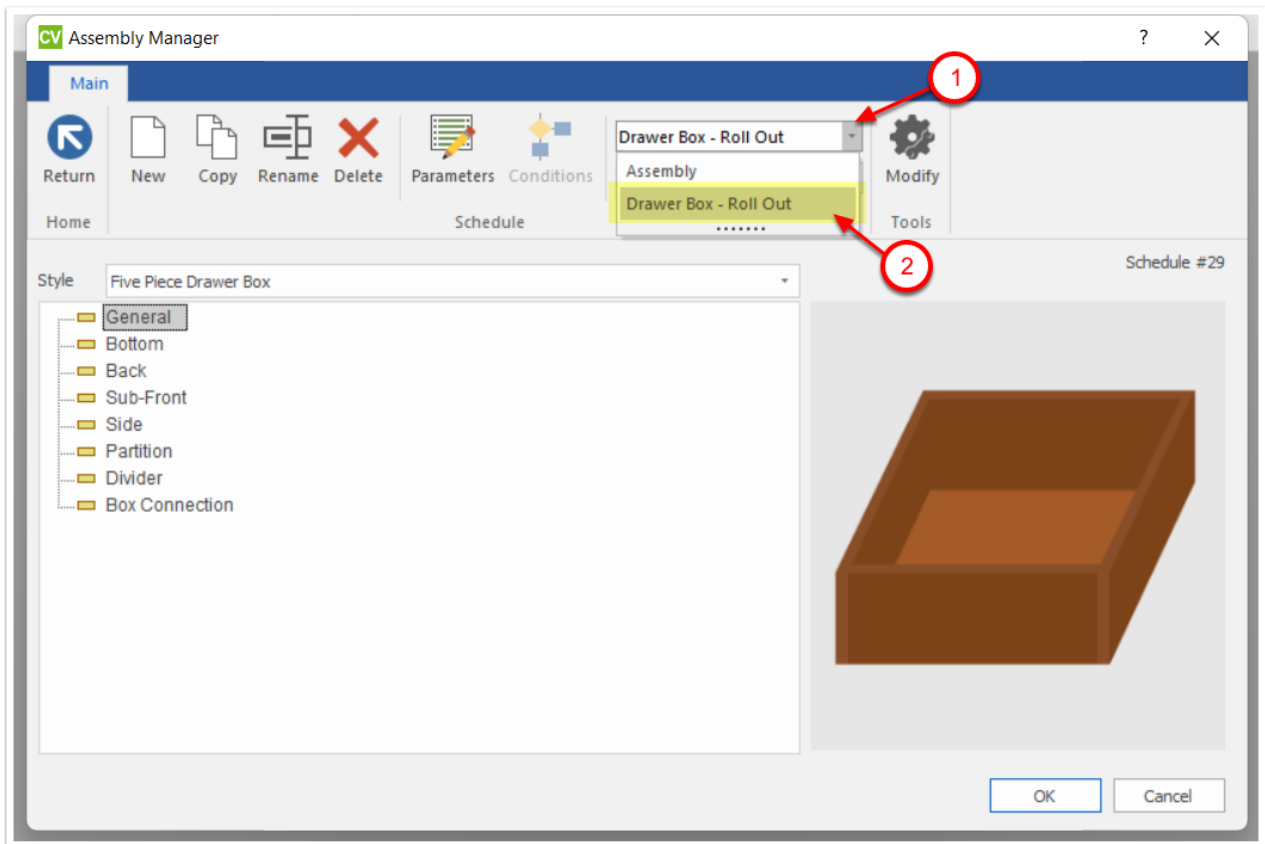 CV Assembly Manager ?
Main
1
Drawer Box - Roll Out
Return New Copy Rename Delete Parameters Conditions Assembly Modify
Drawer Box - Roll Out
Home Schedule Tools
2
Schedule #29
Style Five Piece Drawer Box
General
Bottom
Back
Sub-Front
Side
Partition
Divider
Box Connection
OK Cancel